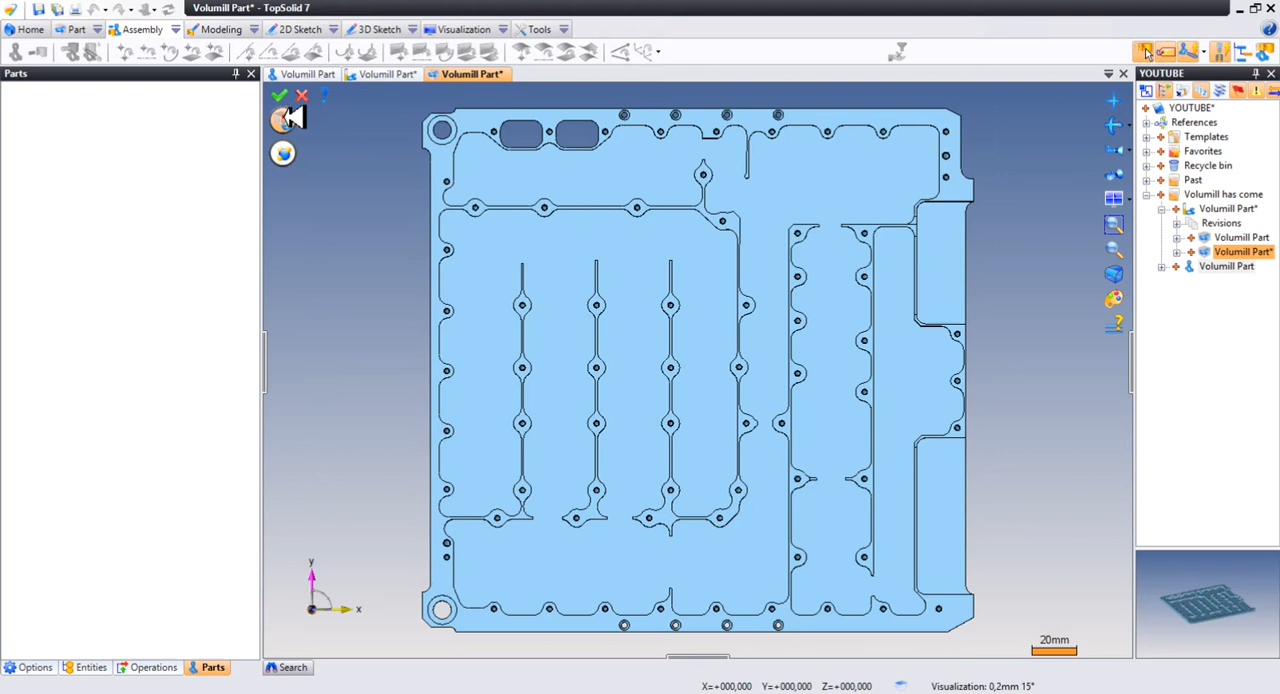 Volumill Part* - TopSolid 7
Home Part Assembly Modeling 2D Sketch 3D Sketch Visualization Tools
Parts
Volumill Part Volumill Part* Volumill Part*
YOUTUBE
YOUTUBE*
References
Templates
Favorites
Recycle bin
Past
Volumill has come
Volumill Part*
Revisions
Volumill Part
Volumill Part*
Volumill Part
y
x
20mm
Options Entities Operations Parts
Search
X=+000,000 Y=+000,000 Z=+000,000 Visualization: 0,2mm 15°